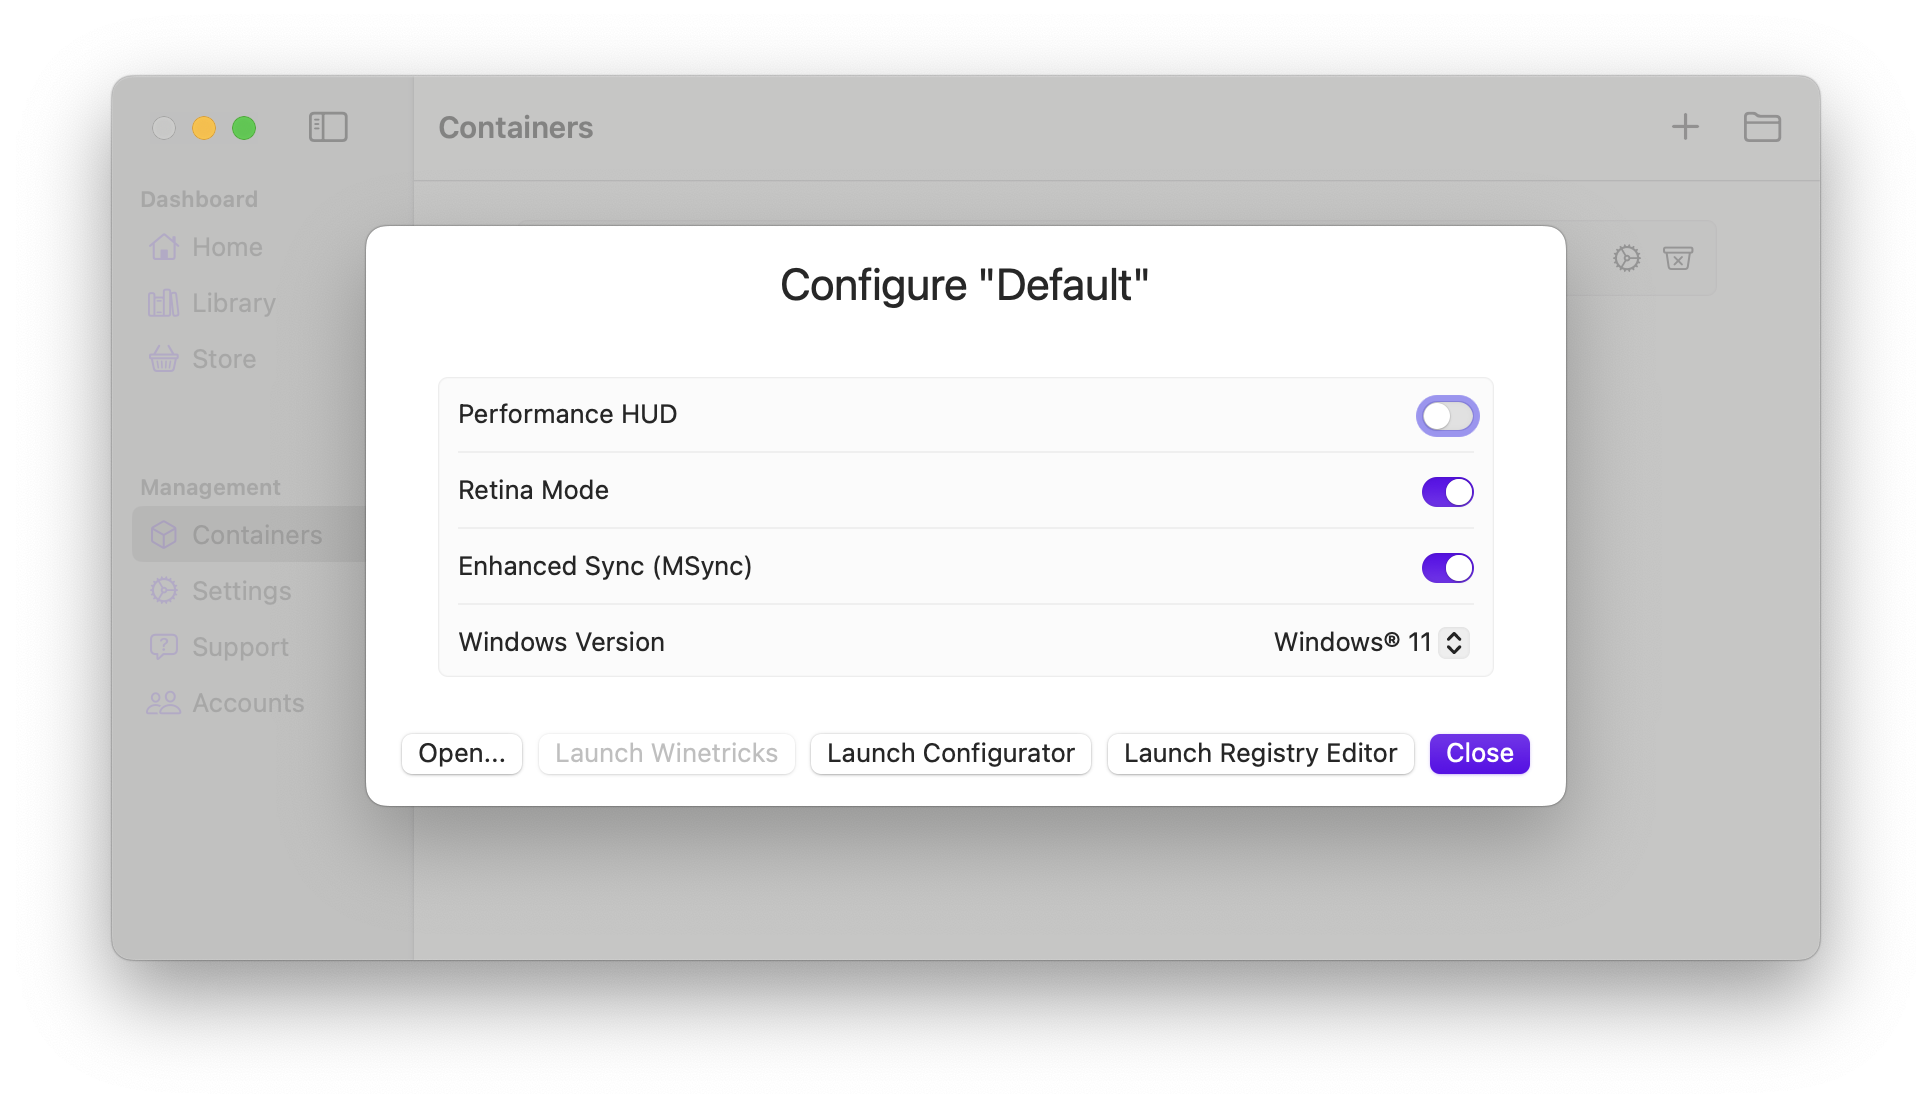 Containers
Dashboard
Home
Library
Store
Management
Containers
Settings
Support
Accounts
Configure "Default"
Performance HUD
Retina Mode
Enhanced Sync (MSync)
Windows Version Windows® 11
Open... Launch Winetricks Launch Configurator Launch Registry Editor Close